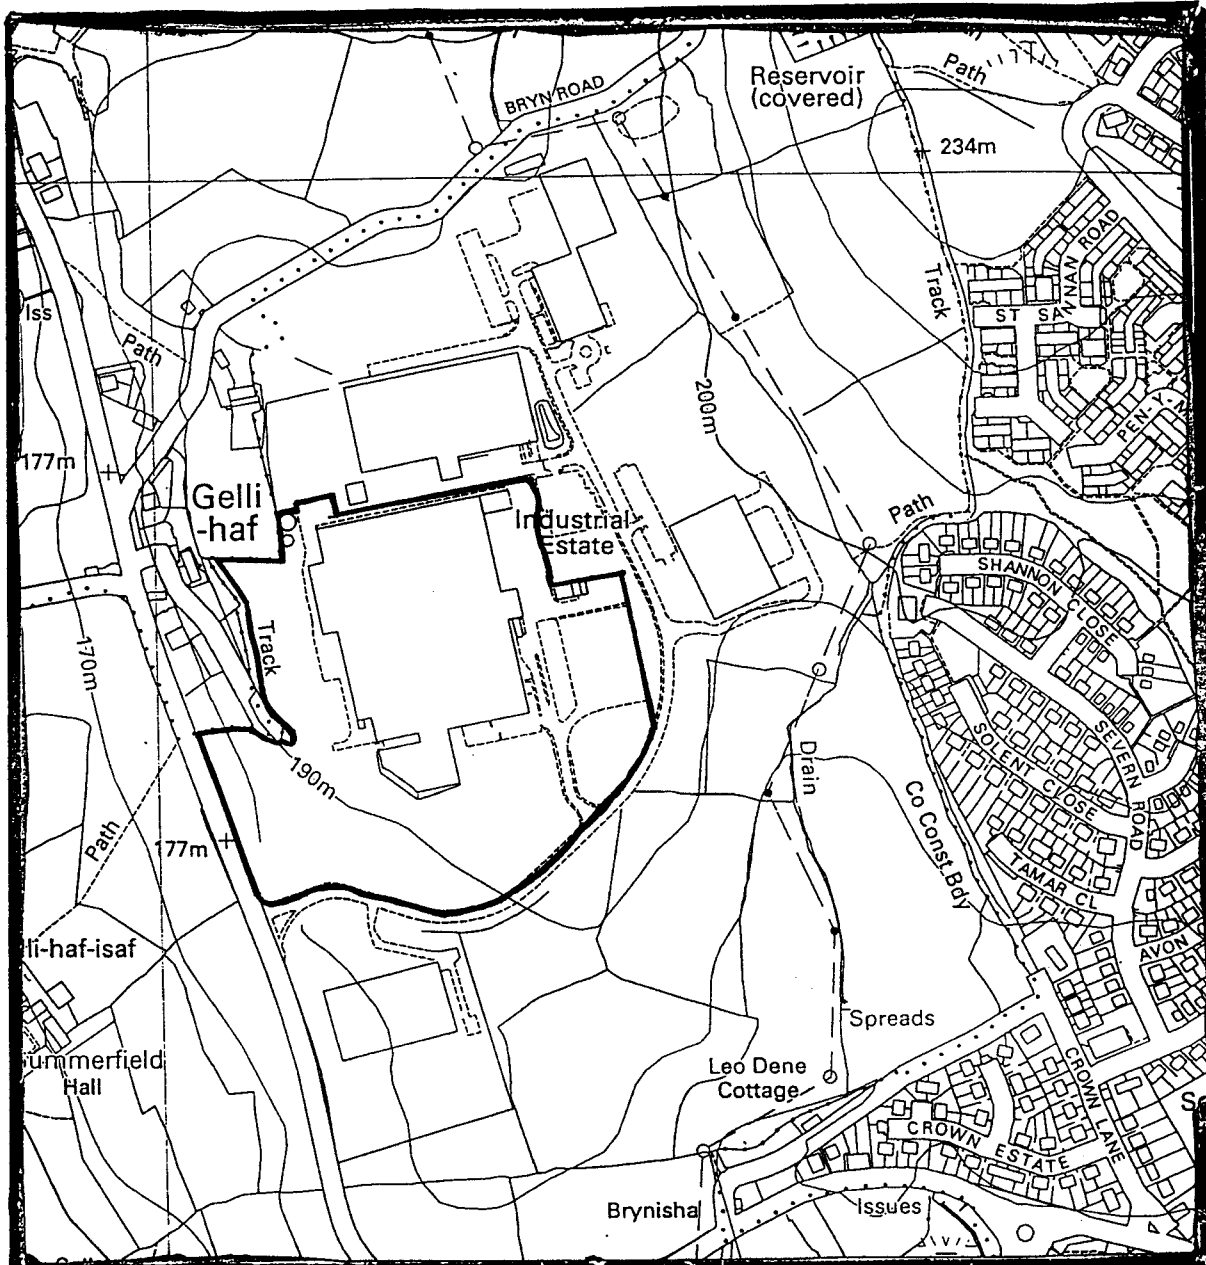 Reservoir
(covered)
Path
BRYN ROAD
234m
Track
ST SANNAN ROAD
Iss
Path
200m
PEN-Y-
177m
Gelli
-haf
Industrial
Estate
Path
SHANNON CLOSE
Track
170m
SEVERN ROAD
SOLENT CLOSE
Drain
190m
Co Const Bdy
Path
177m
TAMAR CL
AVON
li-haf-isaf
Spreads
ummerfield
Hall
Leo Dene
Cottage
CROWN LANE
CROWN ESTATE
Brynisha
Issues